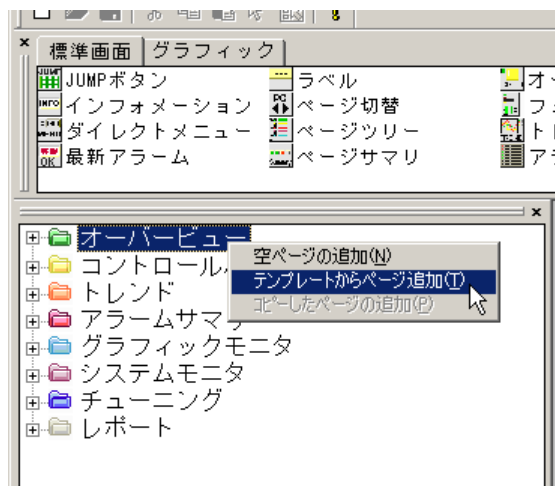 標準画面 グラフィック
JUMPボタン ラベル オー
インフォメーション ページ切替 フ
ダイレクトメニュー ページツリー ト
最新アラーム ページサマリ ア
オーバービュー
空ページの追加(N)
コントロール
テンプレートからページ追加(T)
トレンド
コピーしたページの追加(P)
アラームサマリ
グラフィックモニタ
システムモニタ
チューニング
レポート